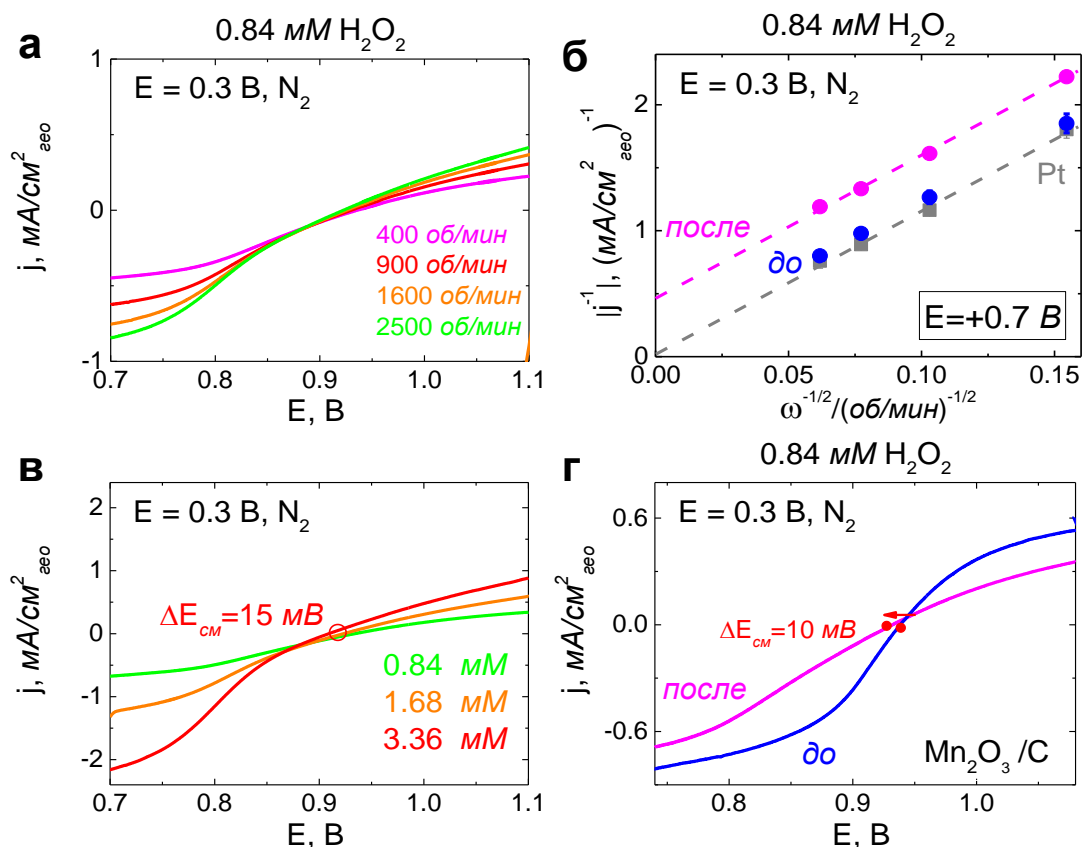 а
0.84 мМ H₂O₂
E = 0.3 В, N₂
j, мА/см²гео
1
0
-1
400 об/мин
900 об/мин
1600 об/мин
2500 об/мин
0.7 0.8 0.9 1.0 1.1
E, В
б
0.84 мМ H₂O₂
E = 0.3 В, N₂
|j⁻¹|, (мА/см²гео)⁻¹
2
1
0
Pt
после
до
E=+0.7 В
0.00 0.05 0.10 0.15
ω⁻¹/²/(об/мин)⁻¹/²
в
E = 0.3 В, N₂
j, мА/см²гео
2
1
0
-1
-2
ΔEсм=15 мВ
0.84 мМ
1.68 мМ
3.36 мМ
0.7 0.8 0.9 1.0 1.1
E, В
г
0.84 мМ H₂O₂
E = 0.3 В, N₂
j, мА/см²гео
0.6
0.0
-0.6
ΔEсм=10 мВ
после
до
Mn₂O₃ /C
0.8 0.9 1.0
E, В